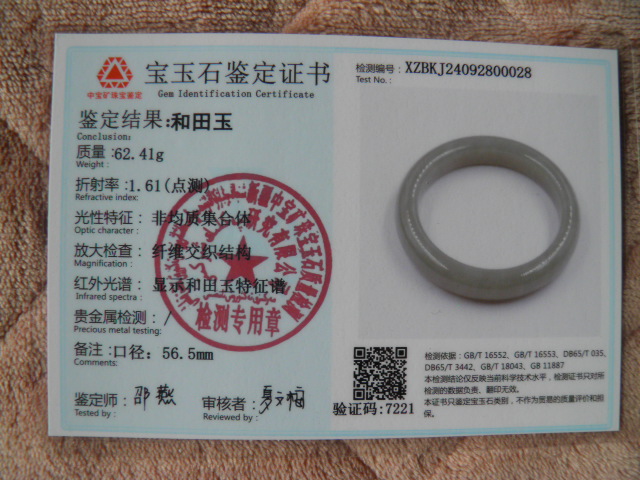 中宝矿珠宝鉴定
宝玉石鉴定证书
Gem Identification Certificate
鉴定结果:和田玉
Conclusion:
质量:62.41g
Weight:
折射率:1.61(点测)
Refractive index:
光性特征:非均质集合体
Optic character:
放大检查:纤维交织结构
Magnification:
红外光谱:显示和田玉特征谱
Infrared spectra:
贵金属检测:/
Precious metal testing:
备注:口径:56.5mm
Comments:
鉴定师:
Tested by:
审核者:
Reviewed by:
检测专用章
检测编号:XZBKJ24092800028
Test No.:
验证码:7221
检测依据:GB/T 16552、GB/T 16553、DB65/T 035、
DB65/T 3442、GB/T 18043、GB 11887
本检测结论仅反映当前科学技术水平,检测证书只对所
检测的数据负责、翻印无效。
本证书只鉴定宝玉石类别,不作为贸易的质量评价和担
保。